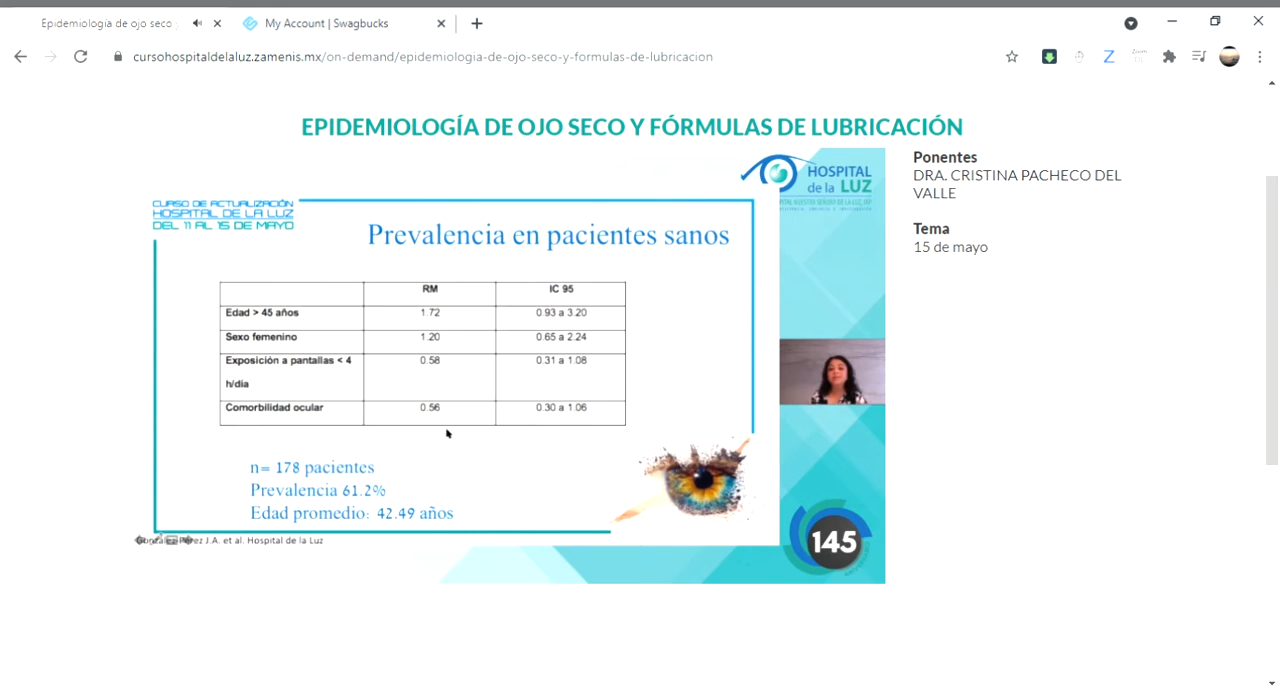 Epidemiología de ojo seco
My Account | Swagbucks
cursohospitaldelaluz.zamenis.mx/on-demand/epidemiologia-de-ojo-seco-y-formulas-de-lubricacion
EPIDEMIOLOGÍA DE OJO SECO Y FÓRMULAS DE LUBRICACIÓN
HOSPITAL
de la LUZ
CURSO DE ACTUALIZACIÓN
HOSPITAL DE LA LUZ
DEL 11 AL 15 DE MAYO
Prevalencia en pacientes sanos
RM IC 95
Edad > 45 años 1.72 0.93 a 3.20
Sexo femenino 1.20 0.65 a 2.24
Exposición a pantallas < 4 0.58 0.31 a 1.08
h/día
Comorbilidad ocular 0.56 0.30 a 1.06
n= 178 pacientes
Prevalencia 61.2%
Edad promedio: 42.49 años
González Pérez J.A. et al. Hospital de la Luz
145
Ponentes
DRA. CRISTINA PACHECO DEL
VALLE
Tema
15 de mayo